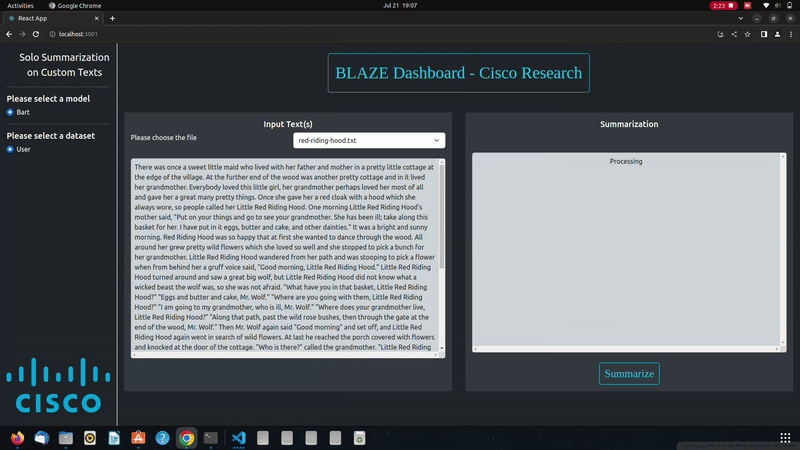 Activities
Google Chrome
Jul 21 19:07
2:23
React App
localhost:3001
Solo Summarization
on Custom Texts
Please select a model
Bart
Please select a dataset
User
CISCO
BLAZE Dashboard - Cisco Research
Input Text(s)
Please choose the file
red-riding-hood.txt
There was once a sweet little maid who lived with her father and mother in a pretty little cottage at
the edge of the village. At the further end of the wood was another pretty cottage and in it lived
her grandmother. Everybody loved this little girl, her grandmother perhaps loved her most of all
and gave her a great many pretty things. Once she gave her a red cloak with a hood which she
always wore, so people called her Little Red Riding Hood. One morning Little Red Riding Hood's
mother said, "Put on your things and go to see your grandmother. She has been ill; take along this
basket for her. I have put in it eggs, butter and cake, and other dainties." It was a bright and sunny
morning. Red Riding Hood was so happy that at first she wanted to dance through the wood. All
around her grew pretty wild flowers which she loved so well and she stopped to pick a bunch for
her grandmother. Little Red Riding Hood wandered from her path and was stooping to pick a flower
when from behind her a gruff voice said, "Good morning, Little Red Riding Hood." Little Red Riding
Hood turned around and saw a great big wolf, but Little Red Riding Hood did not know what a
wicked beast the wolf was, so she was not afraid. "What have you in that basket, Little Red Riding
Hood?" "Eggs and butter and cake, Mr. Wolf." "Where are you going with them, Little Red Riding
Hood?" "I am going to my grandmother, who is ill, Mr. Wolf." "Where does your grandmother live,
Little Red Riding Hood?" "Along that path, past the wild rose bushes, then through the gate at the
end of the wood, Mr. Wolf." Then Mr. Wolf again said "Good morning" and set off, and Little Red
Riding Hood again went in search of wild flowers. At last he reached the porch covered with flowers
and knocked at the door of the cottage. "Who is there?" called the grandmother. "Little Red Riding
Summarization
Processing
Summarize